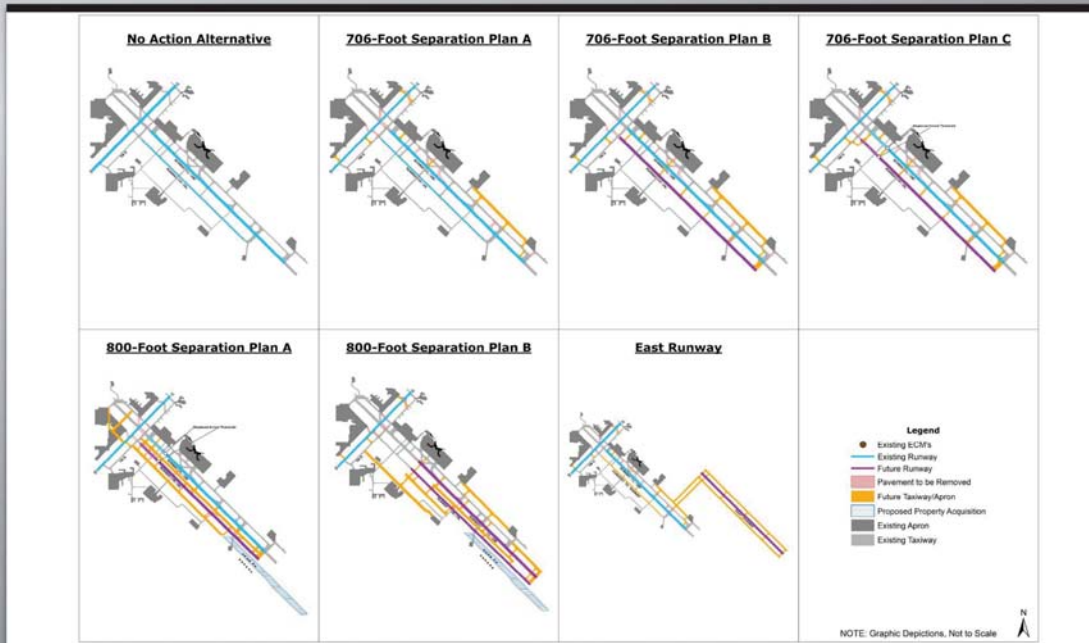 No Action Alternative
706-Foot Separation Plan A
706-Foot Separation Plan B
706-Foot Separation Plan C
800-Foot Separation Plan A
800-Foot Separation Plan B
East Runway
Legend
Existing ECM's
Existing Runway
Future Runway
Pavement to be Removed
Future Taxiway/Apron
Proposed Property Acquisition
Existing Apron
Existing Taxiway
N
NOTE: Graphic Depictions, Not to Scale